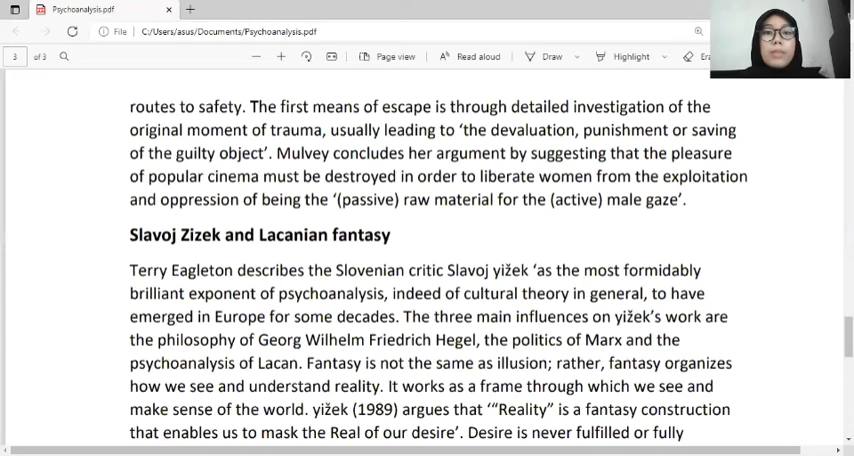 Psychoanalysis.pdf
File
C:/Users/asus/Documents/Psychoanalysis.pdf
3 of 3
Page view
Read aloud
Draw
Highlight
routes to safety. The first means of escape is through detailed investigation of the
original moment of trauma, usually leading to ‘the devaluation, punishment or saving
of the guilty object’. Mulvey concludes her argument by suggesting that the pleasure
of popular cinema must be destroyed in order to liberate women from the exploitation
and oppression of being the ‘(passive) raw material for the (active) male gaze’.
Slavoj Zizek and Lacanian fantasy
Terry Eagleton describes the Slovenian critic Slavoj yižek ‘as the most formidably
brilliant exponent of psychoanalysis, indeed of cultural theory in general, to have
emerged in Europe for some decades. The three main influences on yižek’s work are
the philosophy of Georg Wilhelm Friedrich Hegel, the politics of Marx and the
psychoanalysis of Lacan. Fantasy is not the same as illusion; rather, fantasy organizes
how we see and understand reality. It works as a frame through which we see and
make sense of the world. yižek (1989) argues that ‘“Reality” is a fantasy construction
that enables us to mask the Real of our desire’. Desire is never fulfilled or fully